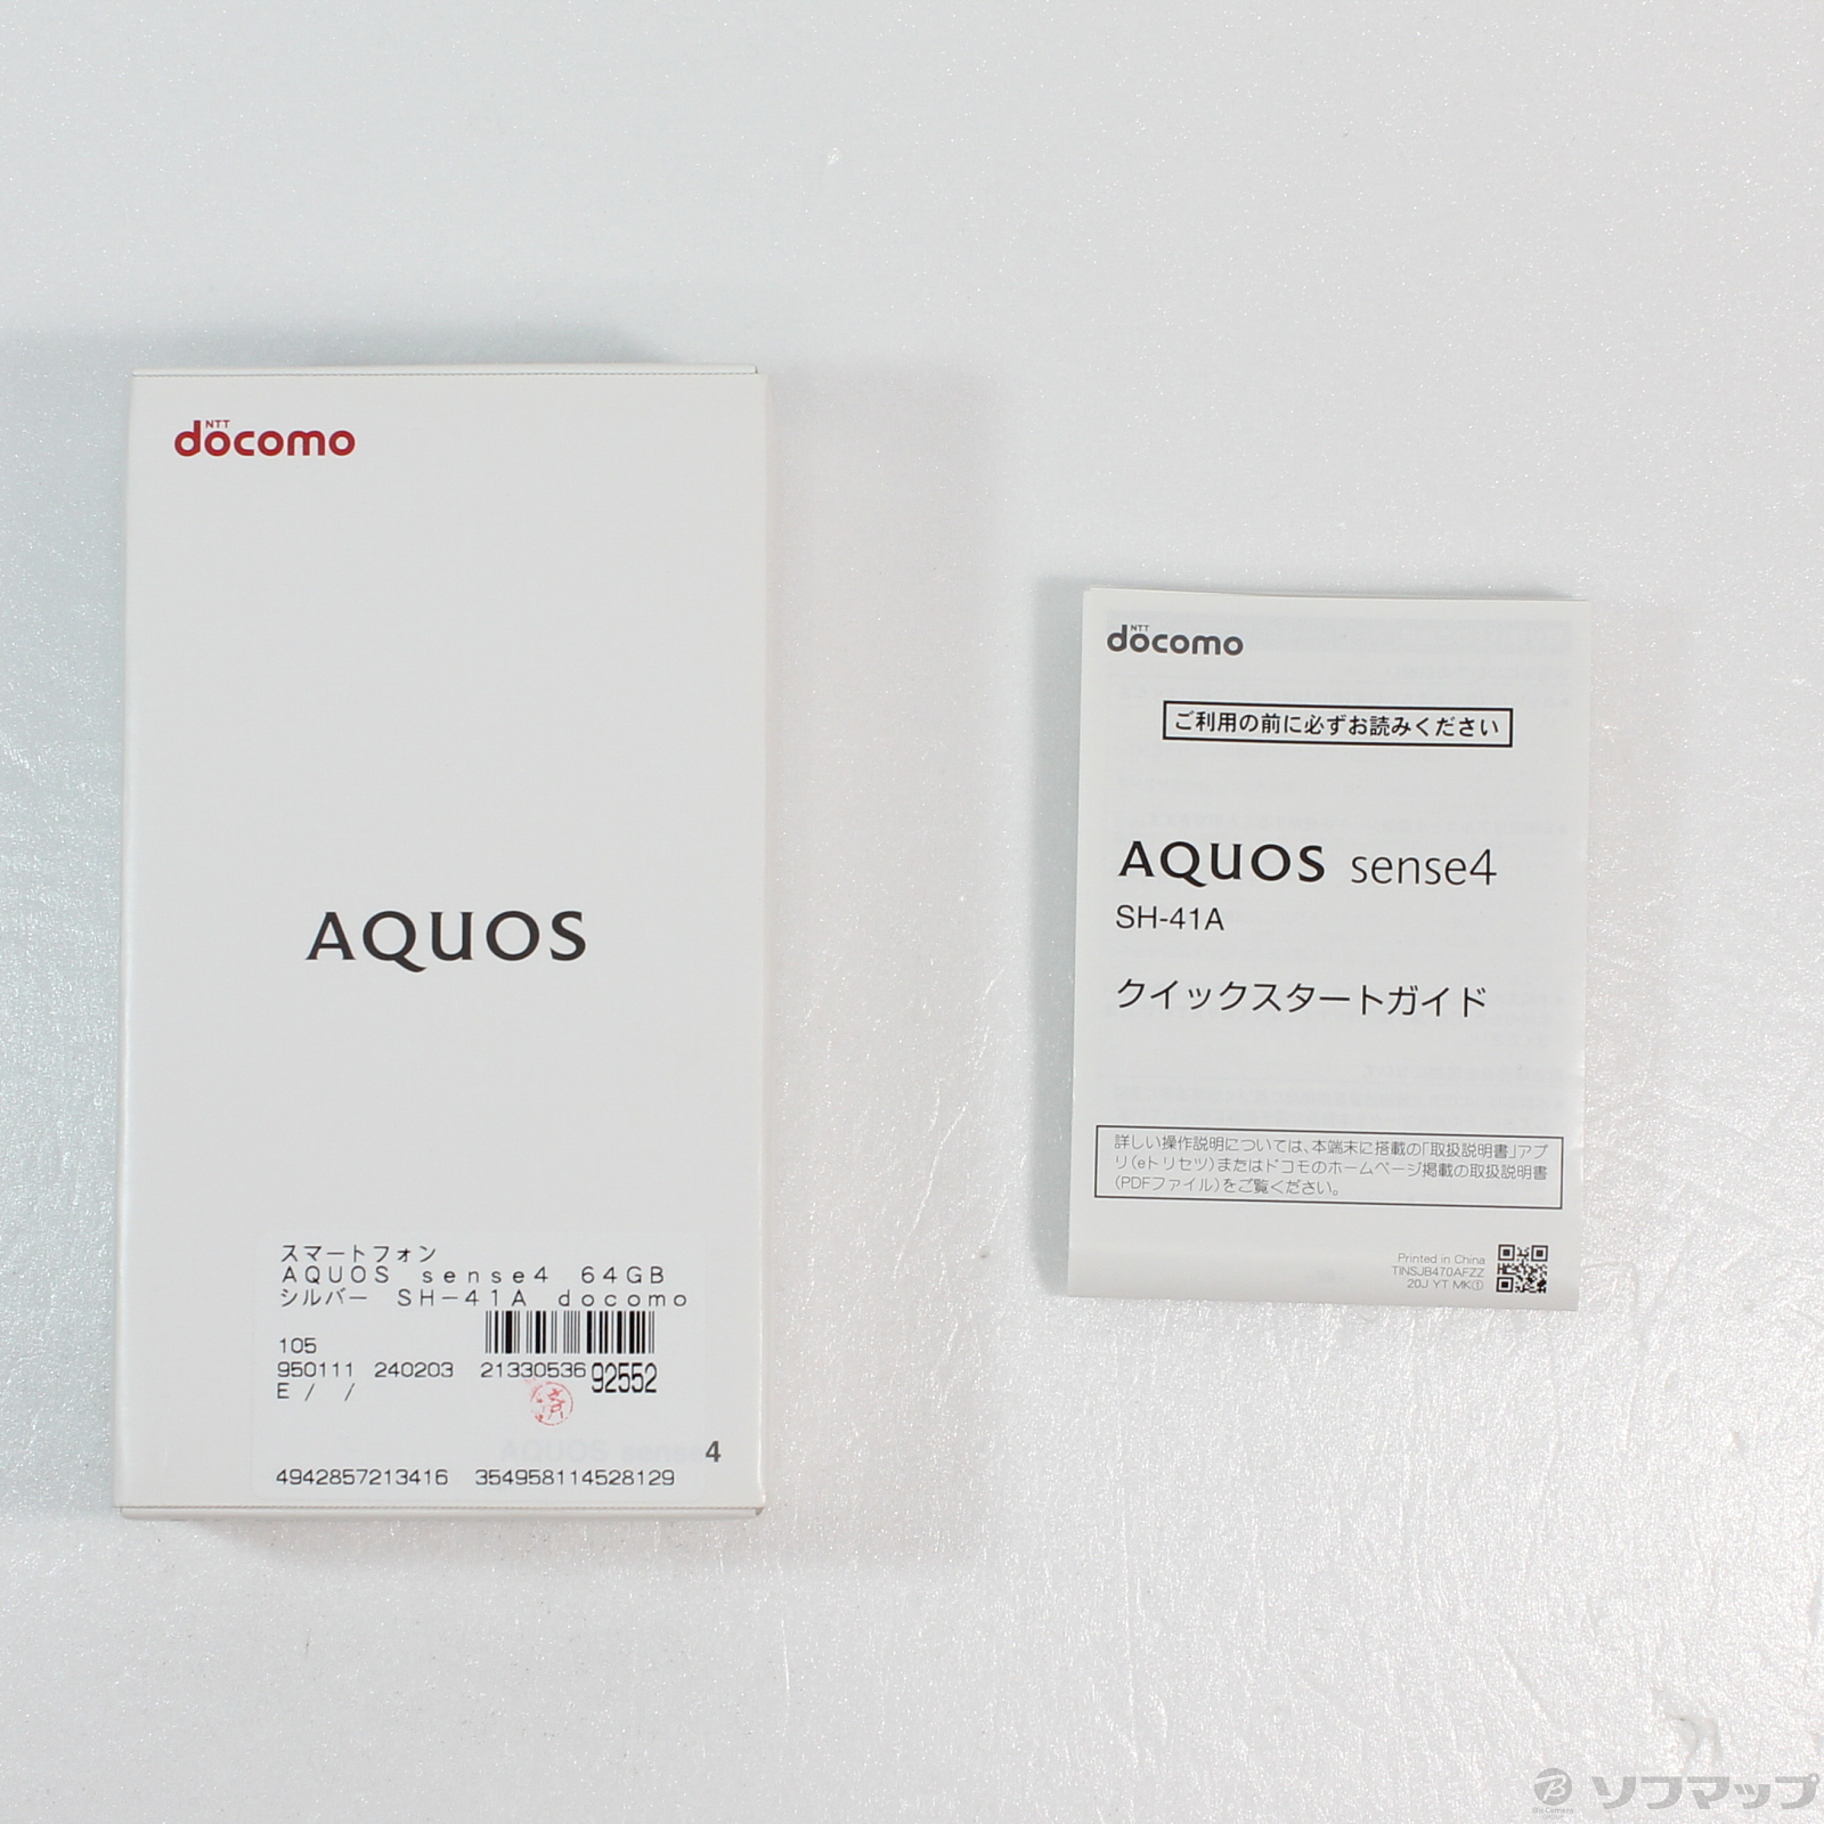 NTT
docomo
AQUOS
スマートフォン
AQUOS sense4 64GB
シルバー SH-41A docomo
105
950111 240203 21330536 92552
E / /
済
AQUOS sense4
4942857213416 354958114528129
NTT
docomo
ご利用の前に必ずお読みください
AQUOS sense4
SH-41A
クイックスタートガイド
詳しい操作説明については、本端末に搭載の「取扱説明書」アプ
リ(eトリセツ)またはドコモのホームページ掲載の取扱説明書
(PDFファイル)をご覧ください。
Printed in China
TINSJB470AFZZ
20J YT MK①
B
BicCamera
GROUP
ソフマップ